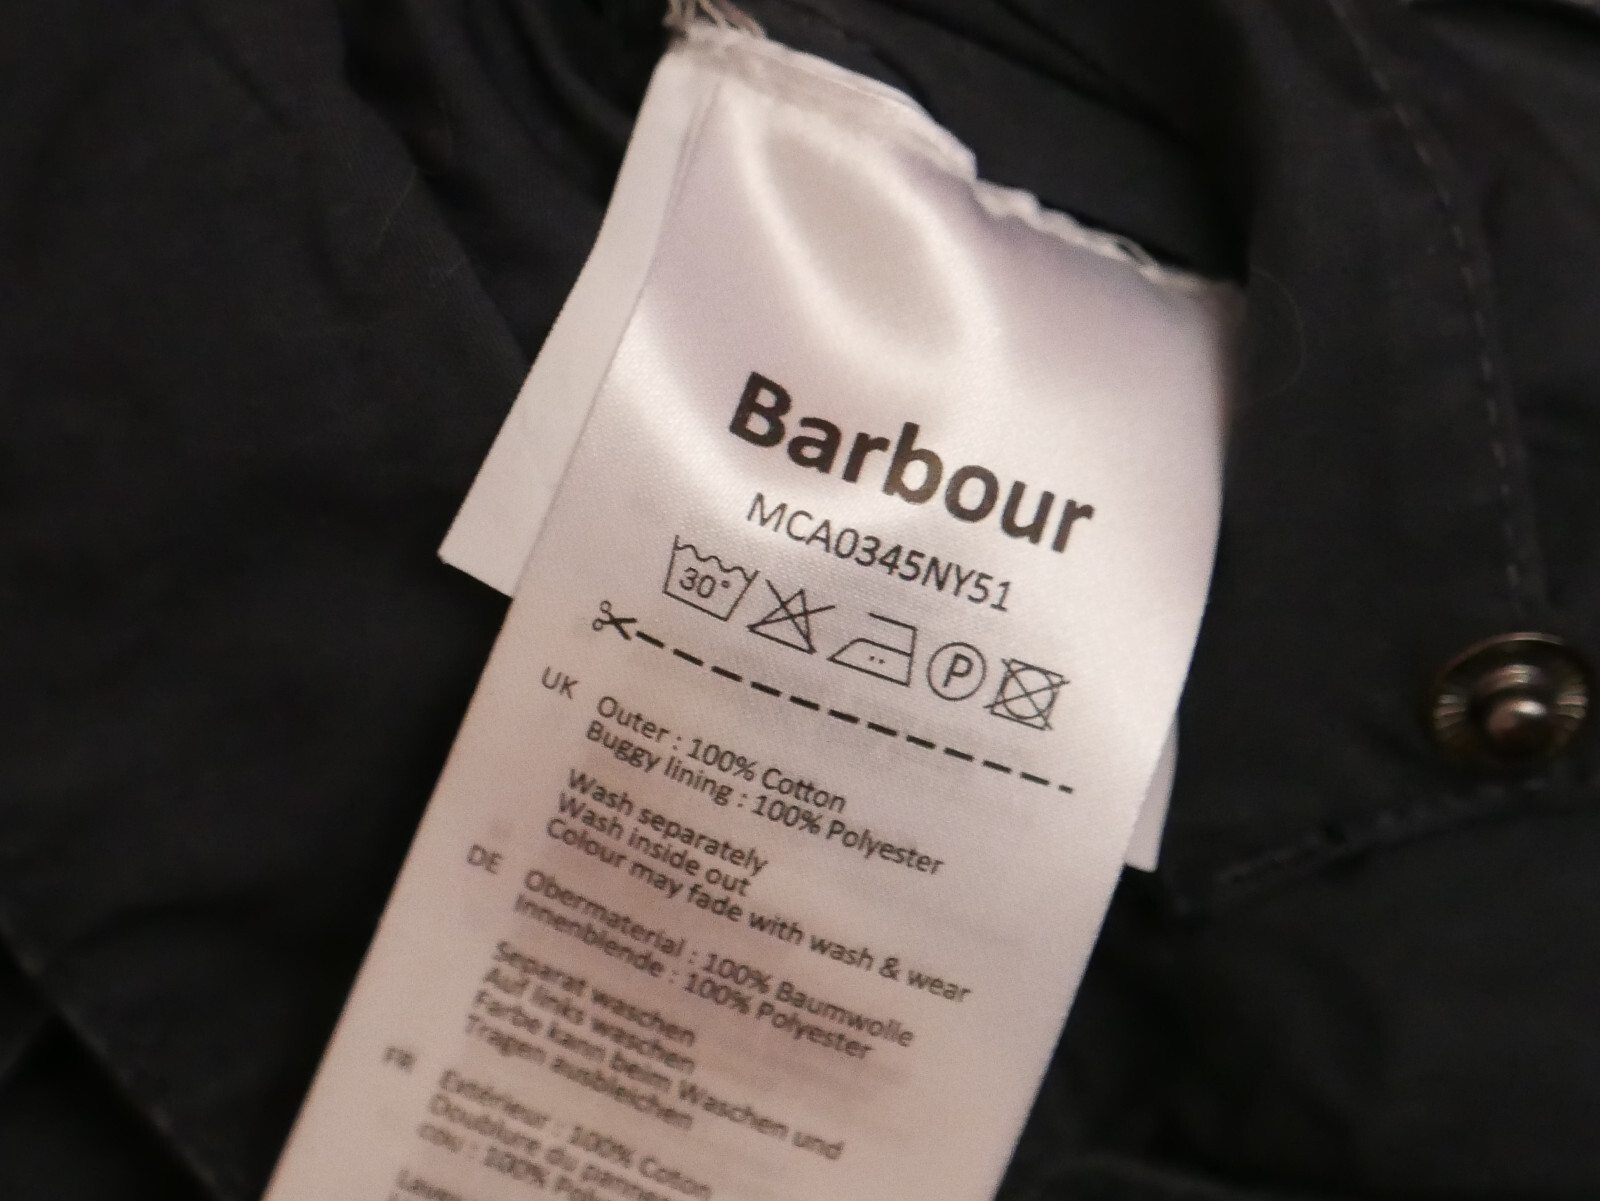 Barbour
MCA0345NY51
30°
P
UK
Outer : 100% Cotton
Buggy lining : 100% Polyester
Wash separately
Wash inside out
Colour may fade with wash & wear
DE
Obermaterial : 100% Baumwolle
Innenblende : 100% Polyester
Separat waschen
Auf links waschen
Farbe kann beim Waschen und
Tragen ausbleichen
FR
Extérieur : 100% Coton
Doublure du
cou : 100%